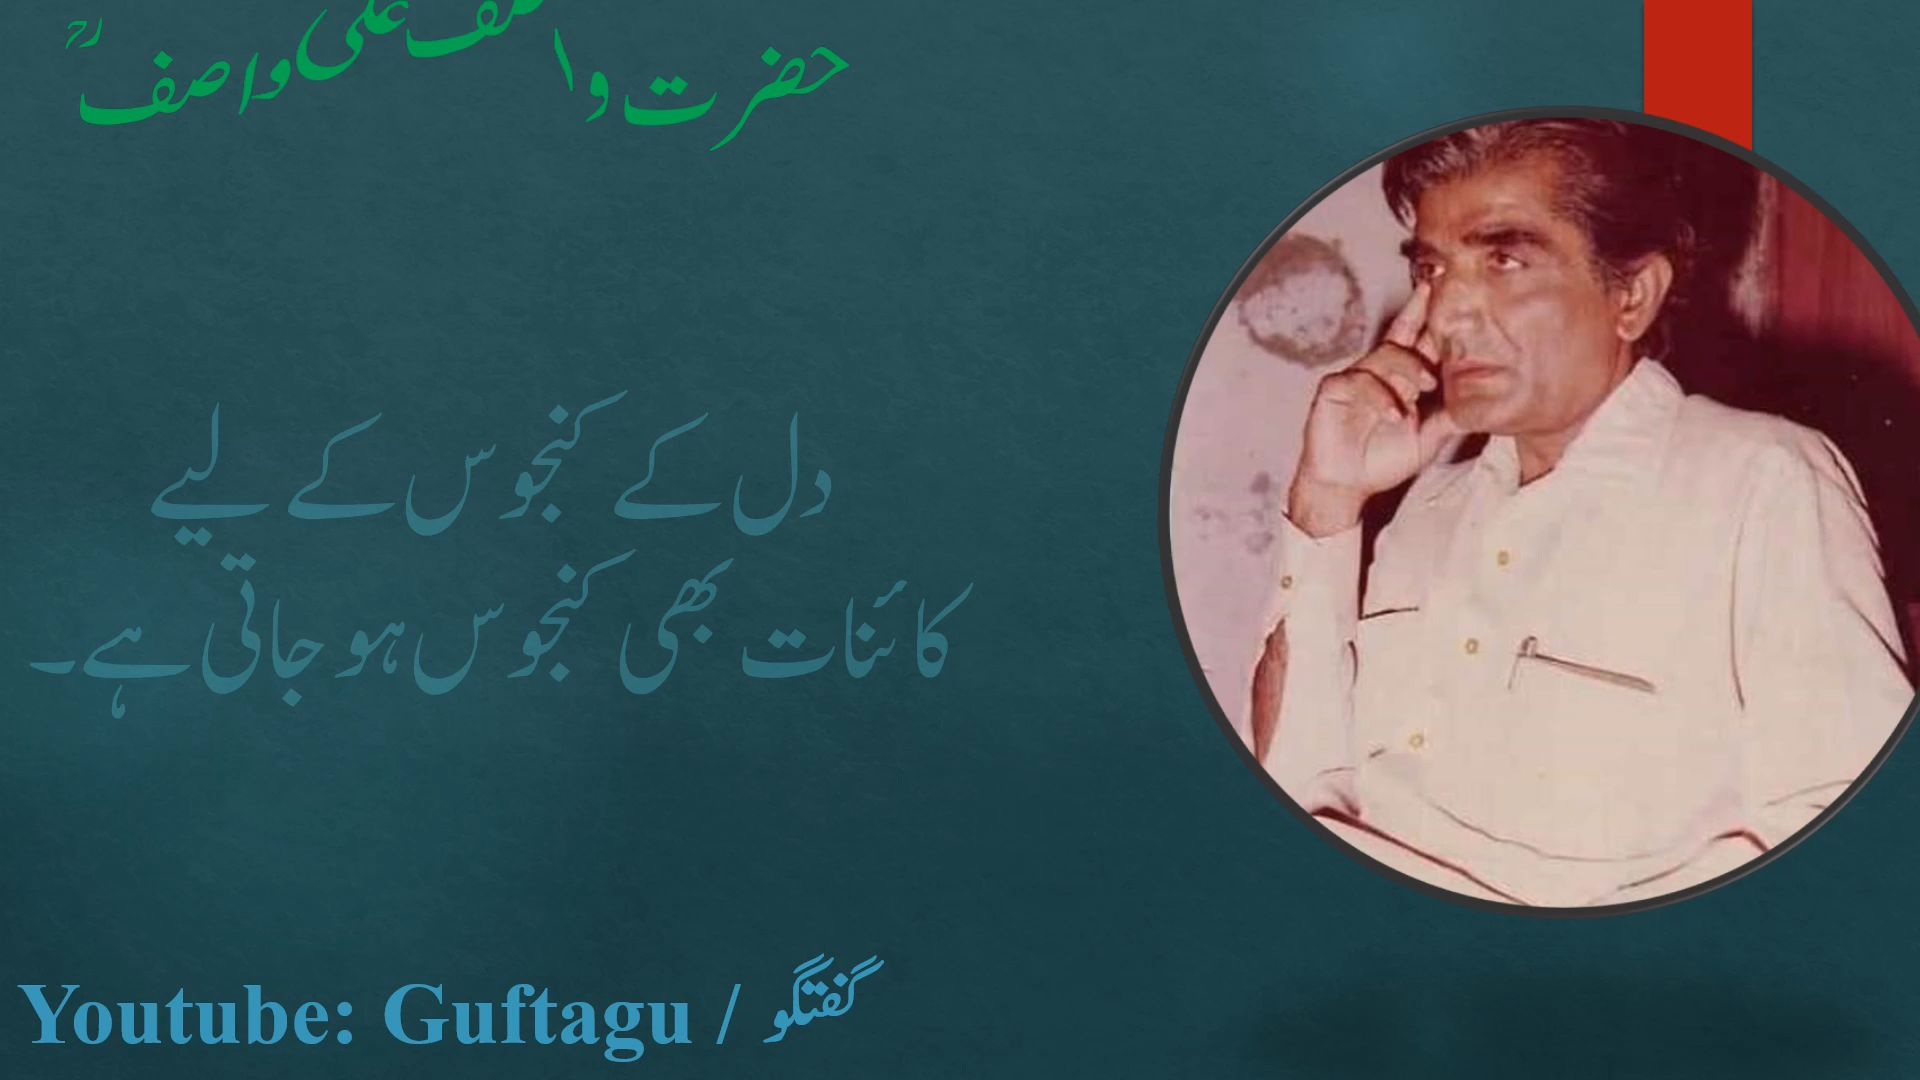 حضرت واصف علی واصفؒ
دل کے کنجوس کے لیے
کائنات بھی کنجوس ہو جاتی ہے۔
Youtube: Guftagu / گفتگو